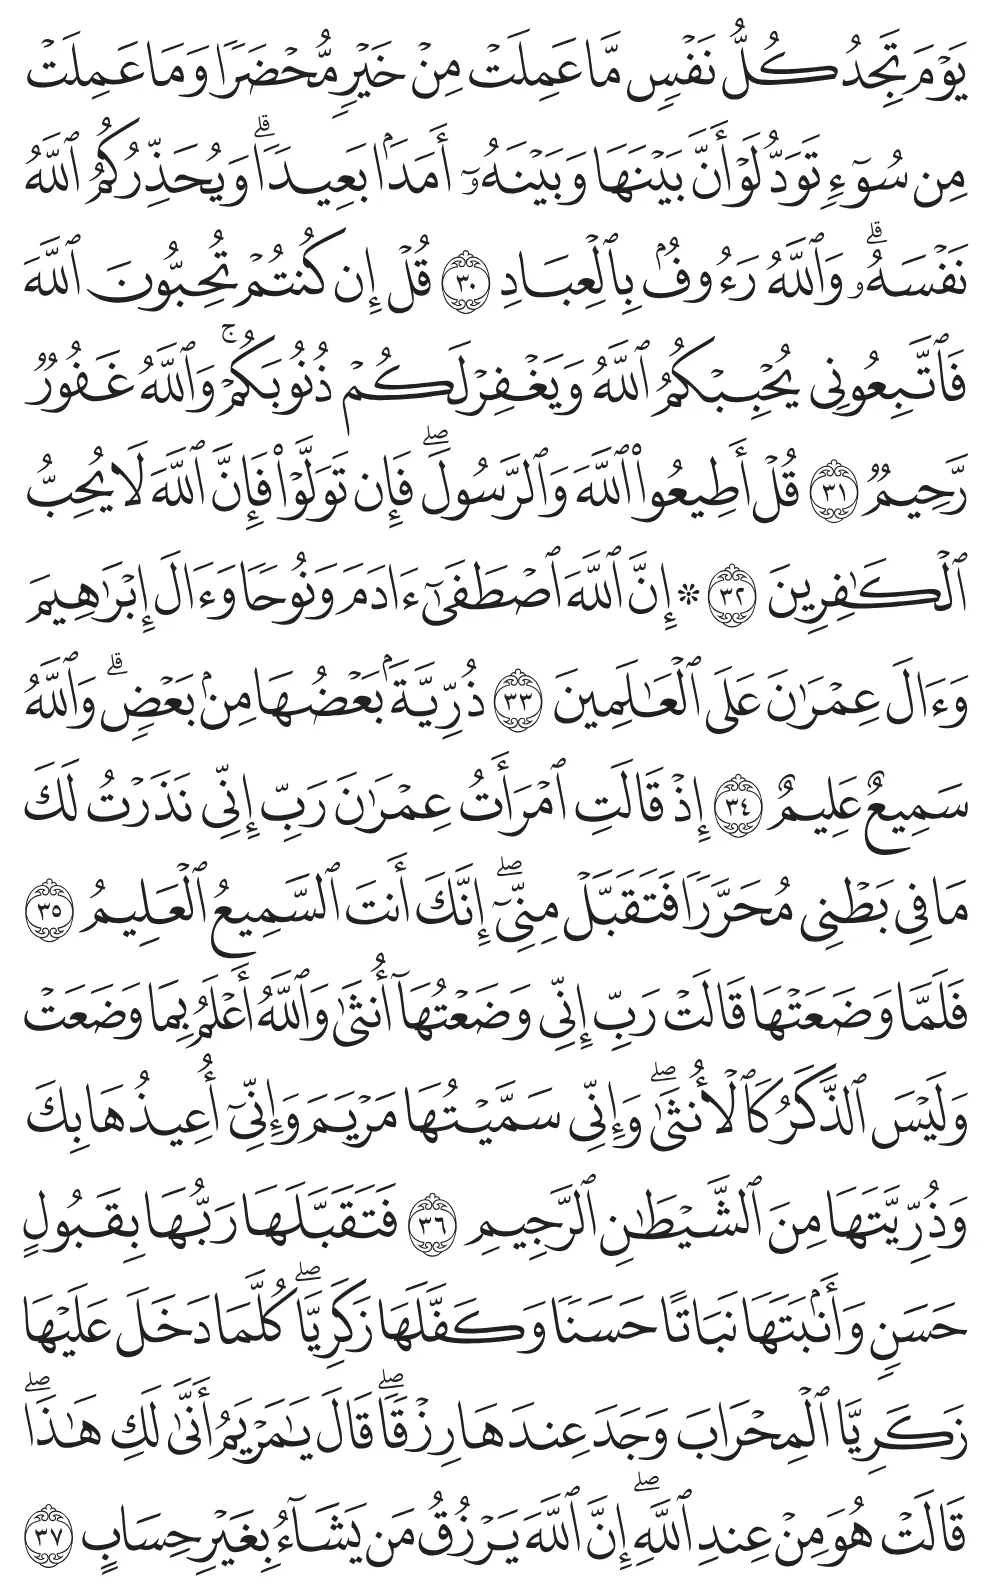 يَوْمَ تَجِدُ كُلُّ نَفْسٍ مَّا عَمِلَتْ مِنْ خَيْرٍ مُّحْضَرًا وَمَا عَمِلَتْ
مِن سُوٓءٍ تَوَدُّ لَوْ أَنَّ بَيْنَهَا وَبَيْنَهُۥٓ أَمَدَۢا بَعِيدًاۗ وَيُحَذِّرُكُمُ ٱللَّهُ
نَفْسَهُۥۗ وَٱللَّهُ رَءُوفُۢ بِٱلْعِبَادِ ٣٠ قُلْ إِن كُنتُمْ تُحِبُّونَ ٱللَّهَ
فَٱتَّبِعُونِى يُحْبِبْكُمُ ٱللَّهُ وَيَغْفِرْ لَكُمْ ذُنُوبَكُمْۚ وَٱللَّهُ غَفُورٌ
رَّحِيمٌ ٣١ قُلْ أَطِيعُوا۟ ٱللَّهَ وَٱلرَّسُولَۖ فَإِن تَوَلَّوْا۟ فَإِنَّ ٱللَّهَ لَا يُحِبُّ
ٱلْكَـٰفِرِينَ ٣٢ ۞ إِنَّ ٱللَّهَ ٱصْطَفَىٰٓ ءَادَمَ وَنُوحًا وَءَالَ إِبْرَٰهِيمَ
وَءَالَ عِمْرَٰنَ عَلَى ٱلْعَـٰلَمِينَ ٣٣ ذُرِّيَّةَۢ بَعْضُهَا مِنۢ بَعْضٍۗ وَٱللَّهُ
سَمِيعٌ عَلِيمٌ ٣٤ إِذْ قَالَتِ ٱمْرَأَتُ عِمْرَٰنَ رَبِّ إِنِّى نَذَرْتُ لَكَ
مَا فِى بَطْنِى مُحَرَّرًا فَتَقَبَّلْ مِنِّىٓۖ إِنَّكَ أَنتَ ٱلسَّمِيعُ ٱلْعَلِيمُ ٣٥
فَلَمَّا وَضَعَتْهَا قَالَتْ رَبِّ إِنِّى وَضَعْتُهَآ أُنثَىٰ وَٱللَّهُ أَعْلَمُ بِمَا وَضَعَتْ
وَلَيْسَ ٱلذَّكَرُ كَٱلْأُنثَىٰۖ وَإِنِّى سَمَّيْتُهَا مَرْيَمَ وَإِنِّىٓ أُعِيذُهَا بِكَ
وَذُرِّيَّتَهَا مِنَ ٱلشَّيْطَـٰنِ ٱلرَّجِيمِ ٣٦ فَتَقَبَّلَهَا رَبُّهَا بِقَبُولٍ
حَسَنٍ وَأَنۢبَتَهَا نَبَاتًا حَسَنًا وَكَفَّلَهَا زَكَرِيَّاۖ كُلَّمَا دَخَلَ عَلَيْهَا
زَكَرِيَّا ٱلْمِحْرَابَ وَجَدَ عِندَهَا رِزْقًاۖ قَالَ يَـٰمَرْيَمُ أَنَّىٰ لَكِ هَـٰذَاۖ
قَالَتْ هُوَ مِنْ عِندِ ٱللَّهِۖ إِنَّ ٱللَّهَ يَرْزُقُ مَن يَشَآءُ بِغَيْرِ حِسَابٍ ٣٧